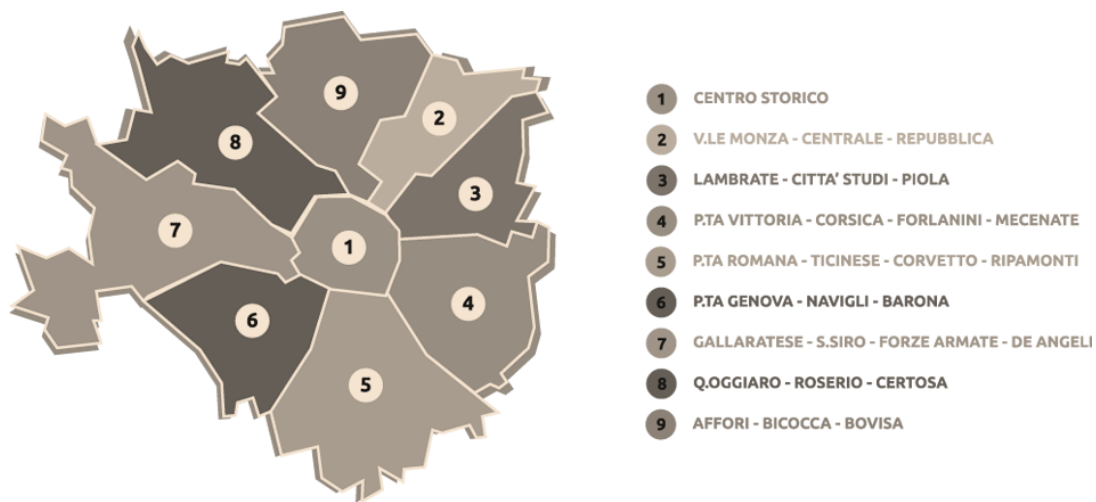 9
2
8
3
7
1
4
6
5
1 CENTRO STORICO
2 V.LE MONZA - CENTRALE - REPUBBLICA
3 LAMBRATE - CITTA' STUDI - PIOLA
4 P.TA VITTORIA - CORSICA - FORLANINI - MECENATE
5 P.TA ROMANA - TICINESE - CORVETTO - RIPAMONTI
6 P.TA GENOVA - NAVIGLI - BARONA
7 GALLARATESE - S.SIRO - FORZE ARMATE - DE ANGELI
8 Q.OGGIARO - ROSERIO - CERTOSA
9 AFFORI - BICOCCA - BOVISA